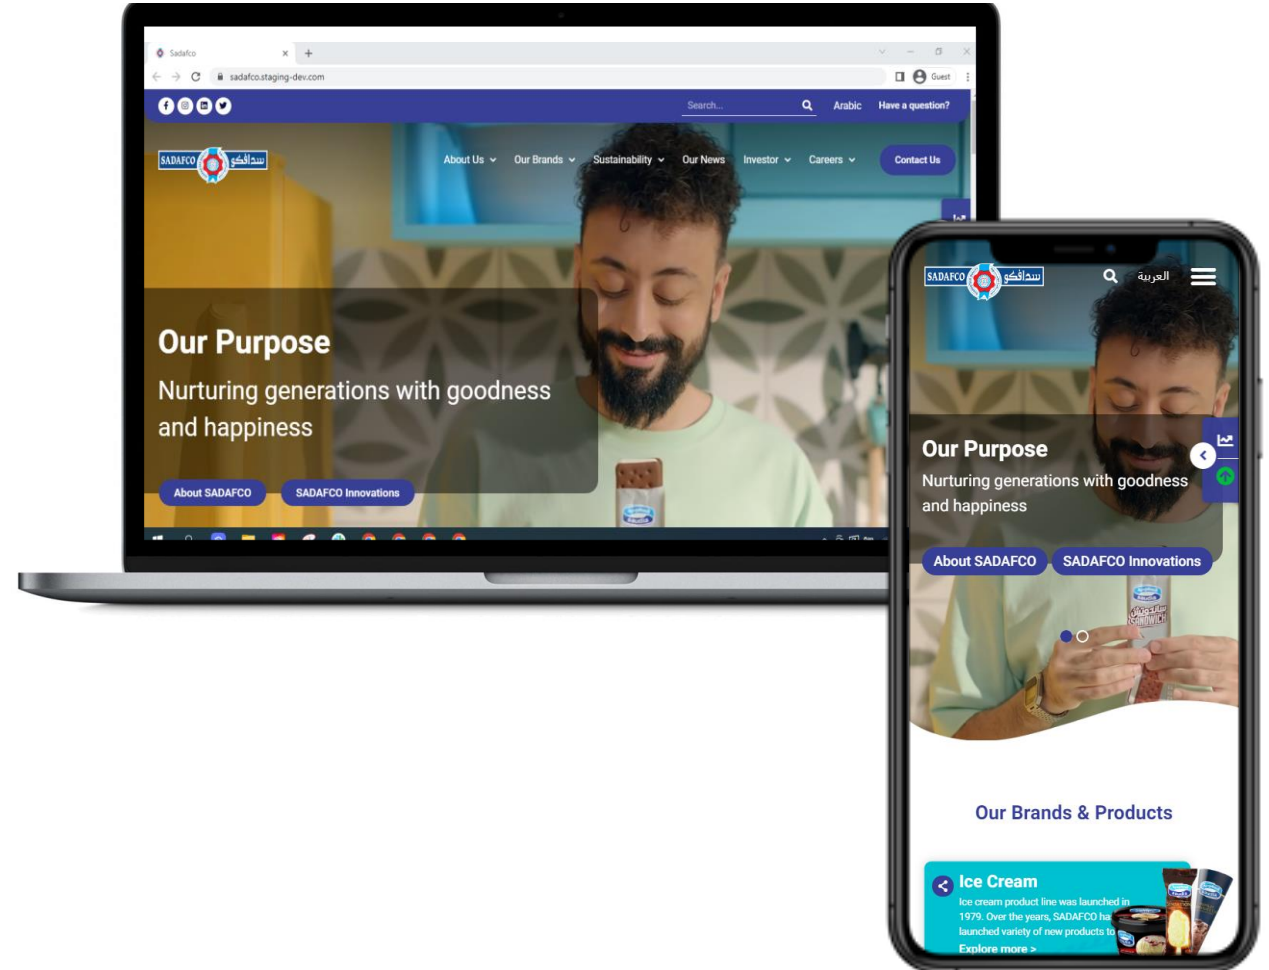 Sadafco
sadafco.staging-dev.com
Guest
Search...
Arabic
Have a question?
SADAFCO سدافكو
About Us
Our Brands
Sustainability
Our News
Investor
Careers
Contact Us
Our Purpose
Nurturing generations with goodness
and happiness
About SADAFCO
SADAFCO Innovations
SADAFCO سدافكو
العربية
Our Purpose
Nurturing generations with goodness
and happiness
About SADAFCO
SADAFCO Innovations
SANDWICH
Our Brands & Products
Ice Cream
Ice cream product line was launched in
1979. Over the years, SADAFCO ha
launched variety of new products to
Explore more >